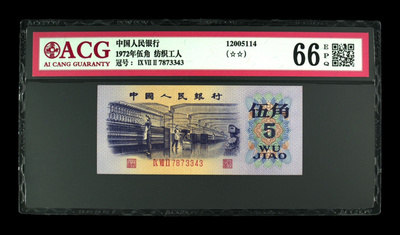 ACG
AI CANG GUARANTY
中国人民银行
1972年伍角 纺织工人
冠号: IX VII II 7873343
12005114
(☆☆)
66 EPQ
中国人民银行
伍角
5
WU
JIAO
IX VII II 7873343